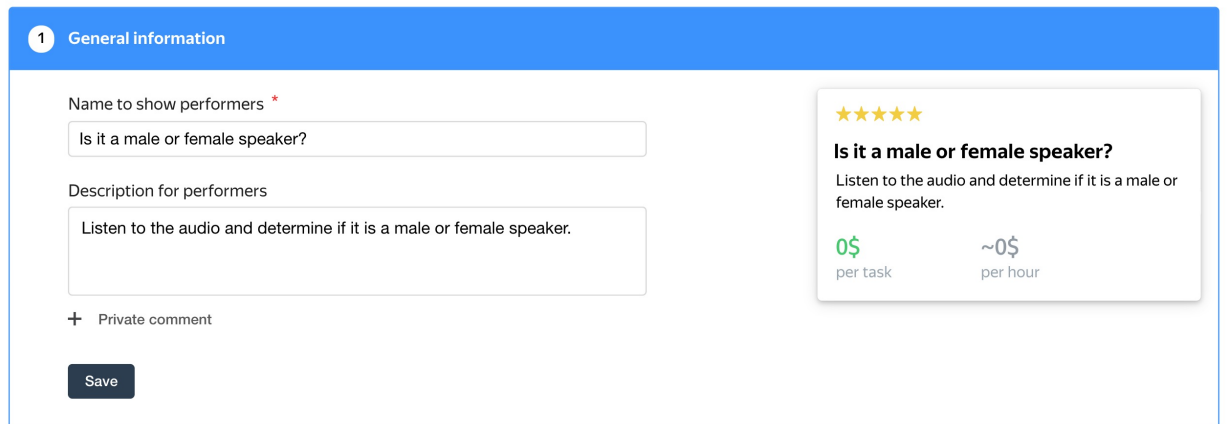 1 General information
Name to show performers *
Is it a male or female speaker?
Description for performers
Listen to the audio and determine if it is a male or female speaker.
+ Private comment
Save
Is it a male or female speaker?
Listen to the audio and determine if it is a male or
female speaker.
0$ ~0$
per task per hour